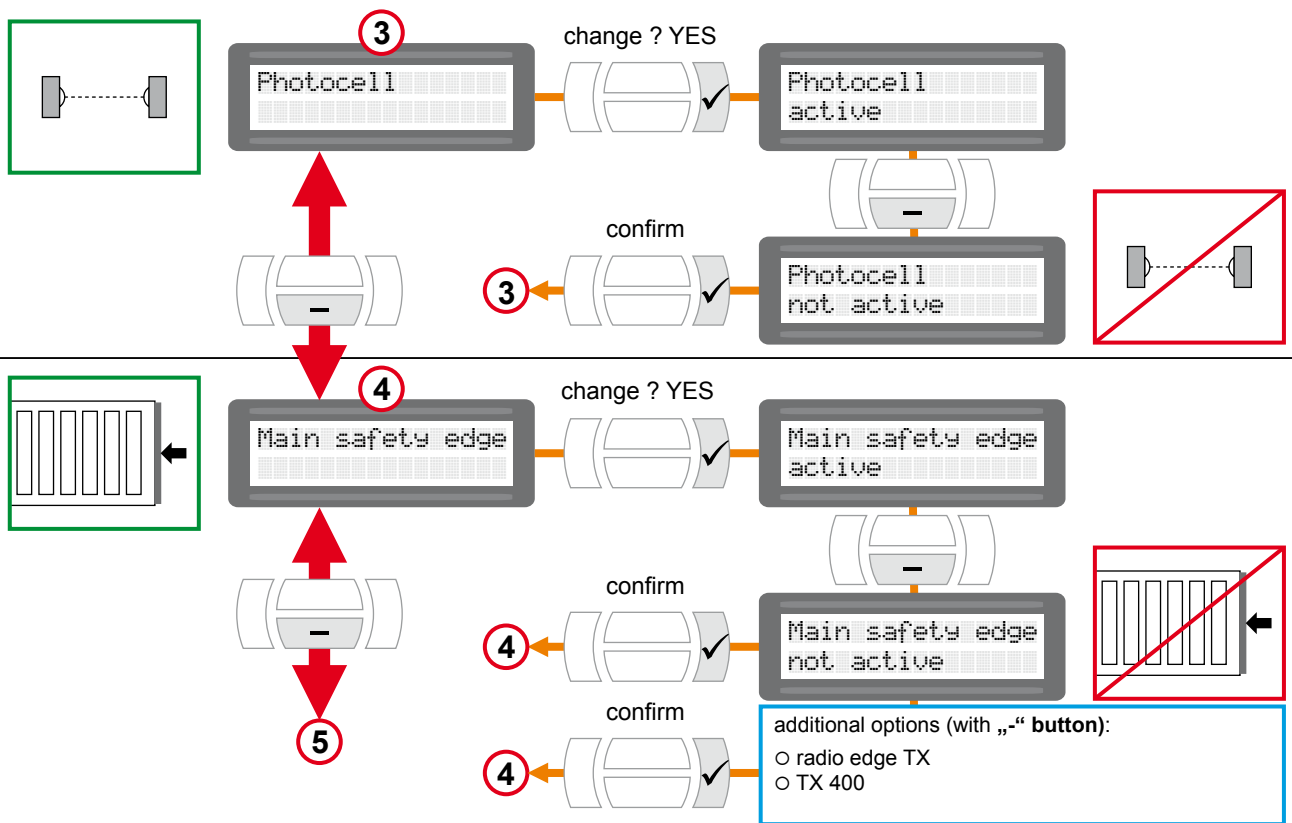 3
change ? YES
Photocell
Photocell
active
confirm
3
Photocell
not active
4
change ? YES
Main safety edge
Main safety edge
active
confirm
4
Main safety edge
not active
5
confirm
4
additional options (with „-“ button):
○ radio edge TX
○ TX 400